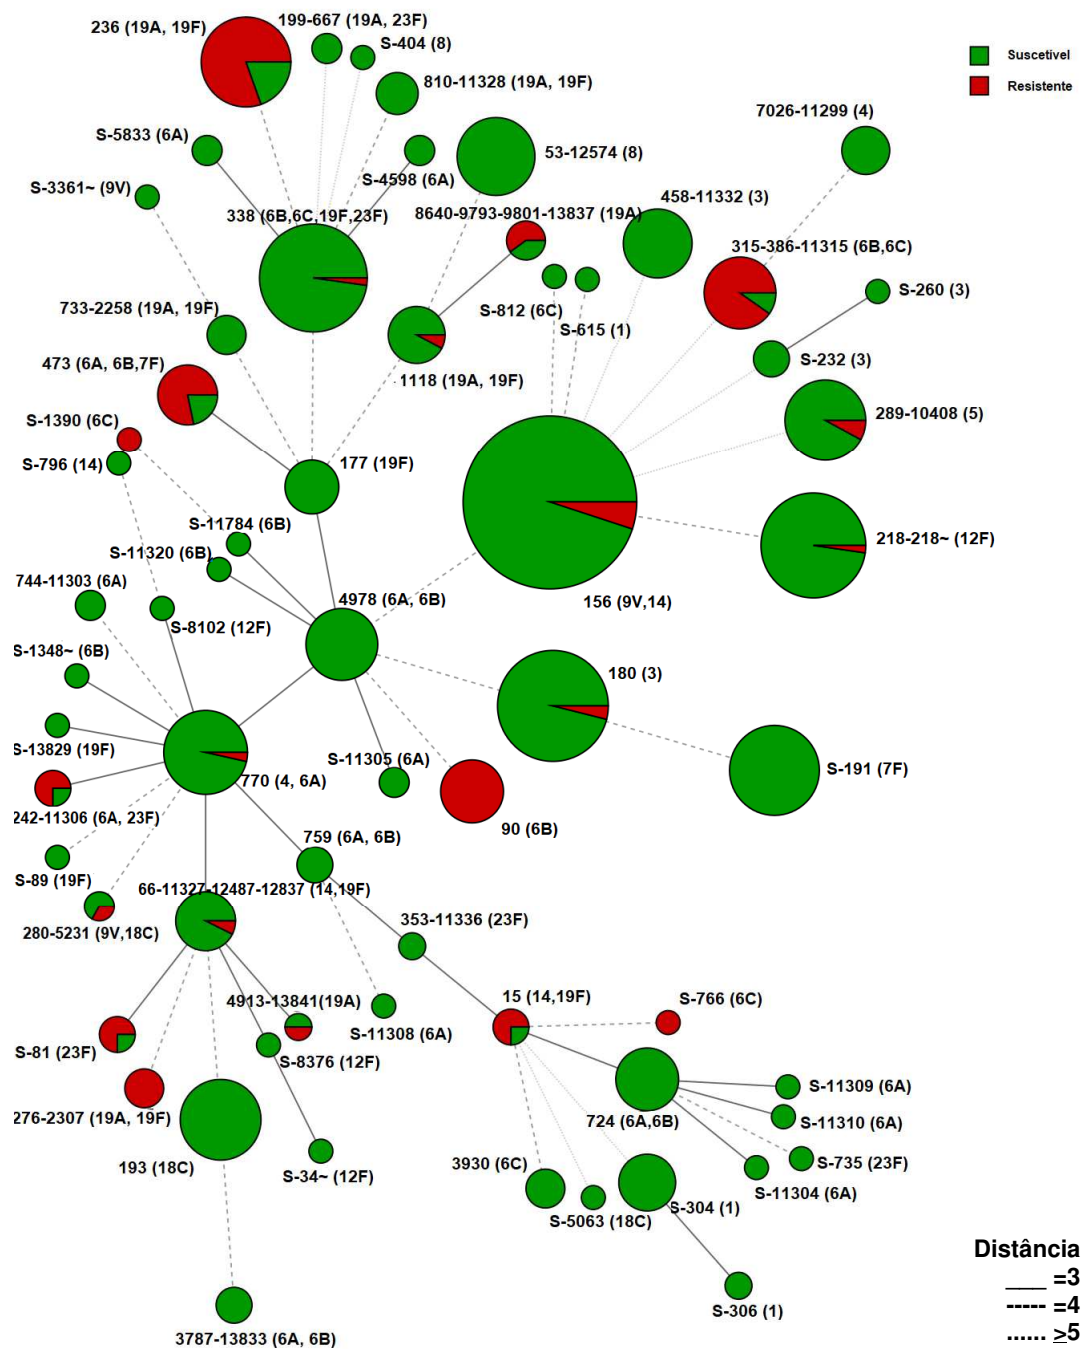 236 (19A, 19F)
199-667 (19A, 23F)
S-404 (8)
Suscetivel
Resistente
810-11328 (19A, 19F)
7026-11299 (4)
S-5833 (6A)
53-12574 (8)
S-4598 (6A)
S-3361~ (9V)
458-11332 (3)
338 (6B,6C,19F,23F)
8640-9793-9801-13837 (19A)
315-386-11315 (6B,6C)
S-260 (3)
733-2258 (19A, 19F)
S-812 (6C)
S-615 (1)
S-232 (3)
473 (6A, 6B,7F)
1118 (19A, 19F)
289-10408 (5)
S-1390 (6C)
S-796 (14)
177 (19F)
S-11784 (6B)
218-218~ (12F)
S-11320 (6B)
744-11303 (6A)
4978 (6A, 6B)
156 (9V,14)
S-8102 (12F)
S-1348~ (6B)
180 (3)
S-13829 (19F)
S-11305 (6A)
S-191 (7F)
770 (4, 6A)
242-11306 (6A, 23F)
90 (6B)
759 (6A, 6B)
S-89 (19F)
66-11327-12487-12837 (14,19F)
280-5231 (9V,18C)
353-11336 (23F)
4913-13841(19A)
15 (14,19F)
S-766 (6C)
S-11308 (6A)
S-81 (23F)
S-8376 (12F)
S-11309 (6A)
276-2307 (19A, 19F)
724 (6A,6B)
S-11310 (6A)
193 (18C)
S-34~ (12F)
3930 (6C)
S-735 (23F)
S-11304 (6A)
S-304 (1)
S-5063 (18C)
Distância
___ =3
S-306 (1)
----- =4
3787-13833 (6A, 6B)
...... ≥5